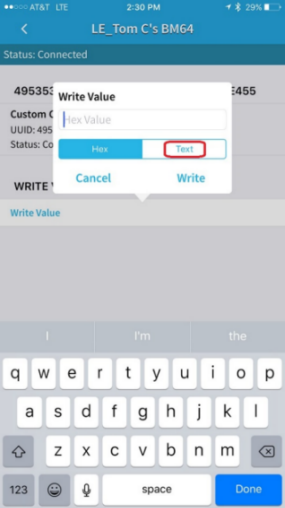 AT&T LTE 2:30 PM 29%
LE_Tom C's BM64
Status: Connected
495353
E455
Write Value
Custom C
Hex Value
UUID: 495
Status: Co
Hex Text
Cancel Write
WRITE
Write Value
I I'm the
q w e r t y u i o p
a s d f g h j k l
z x c v b n m
123 space Done